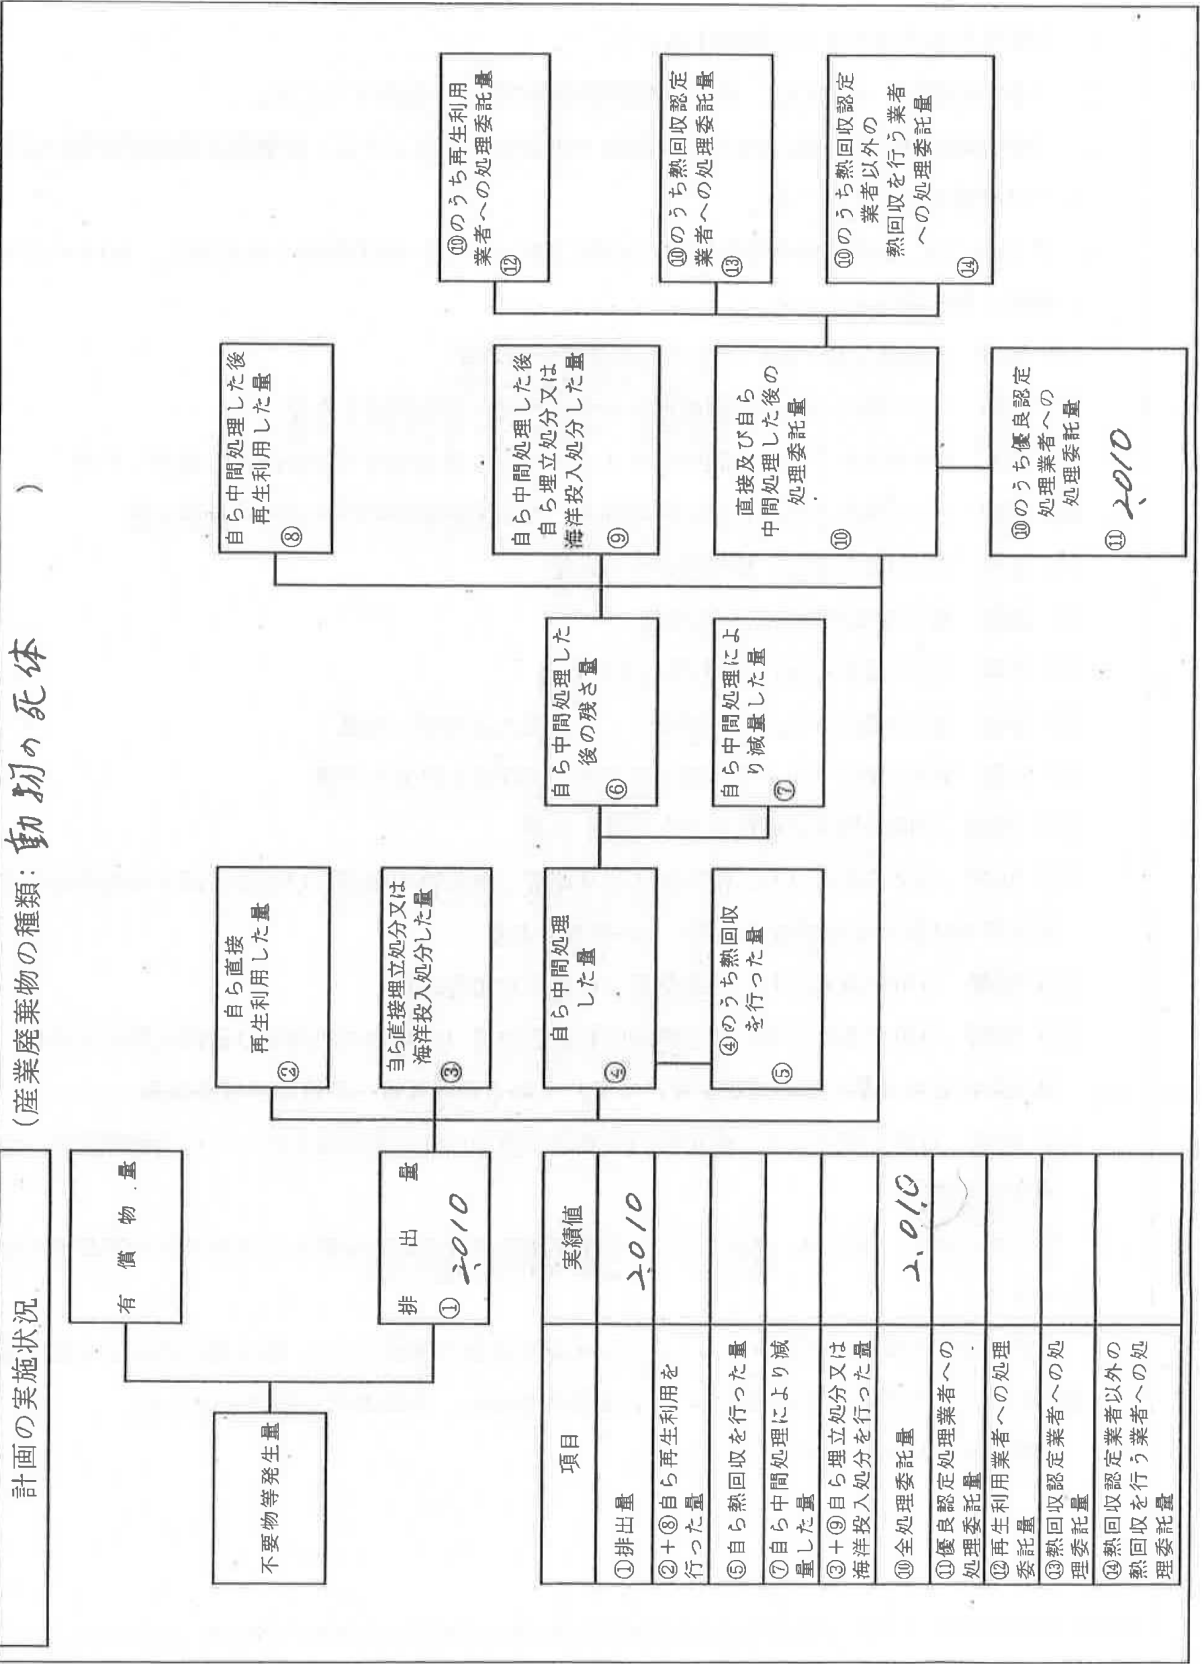 計画の実施状況
(産業廃棄物の種類: 動物の死体 )
不要物等発生量
有償物量
排出量
① 2,010
自ら直接
再生利用した量
②
自ら直接埋立処分又は
海洋投入処分した量
③
自ら中間処理
した量
④
④のうち熱回収
を行った量
⑤
自ら中間処理した
後の残さ量
⑥
自ら中間処理によ
り減量した量
⑦
自ら中間処理した後
再生利用した量
⑧
自ら中間処理した後
自ら埋立処分又は
海洋投入処分した量
⑨
直接及び自ら
中間処理した後の
処理委託量
⑩
⑩のうち優良認定
処理業者への
処理委託量
⑪ 2,010
⑩のうち再生利用
業者への処理委託量
⑫
⑩のうち熱回収認定
業者への処理委託量
⑬
⑩のうち熱回収認定
業者以外の
熱回収を行う業者
への処理委託量
⑭
項目 実績値
①排出量 2,010
②+⑧自ら再生利用を
行った量
⑤自ら熱回収を行った量
⑦自ら中間処理により減
量した量
③+⑨自ら埋立処分又は
海洋投入処分を行った量
⑩全処理委託量 2,010
⑪優良認定処理業者への
処理委託量
⑫再生利用業者への処理
委託量
⑬熱回収認定業者への処
理委託量
⑭熱回収認定業者以外の
熱回収を行う業者への処
理委託量